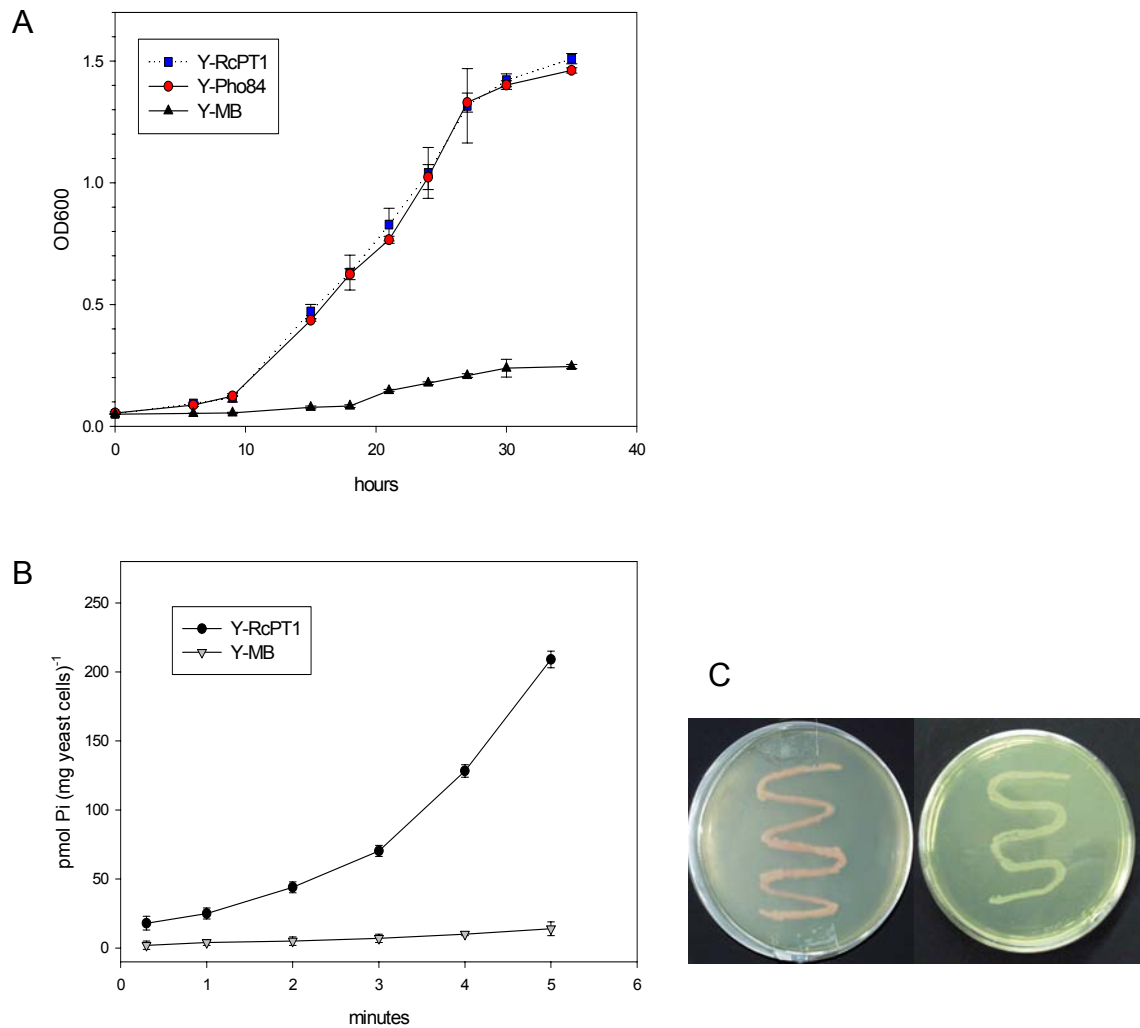 A
Y-RcPT1
Y-Pho84
Y-MB
1.5
1.0
0.5
0.0
OD600
0 10 20 30 40
hours
B
Y-RcPT1
Y-MB
250
200
150
100
50
0
pmol Pi (mg yeast cells)⁻¹
0 1 2 3 4 5 6
minutes
C